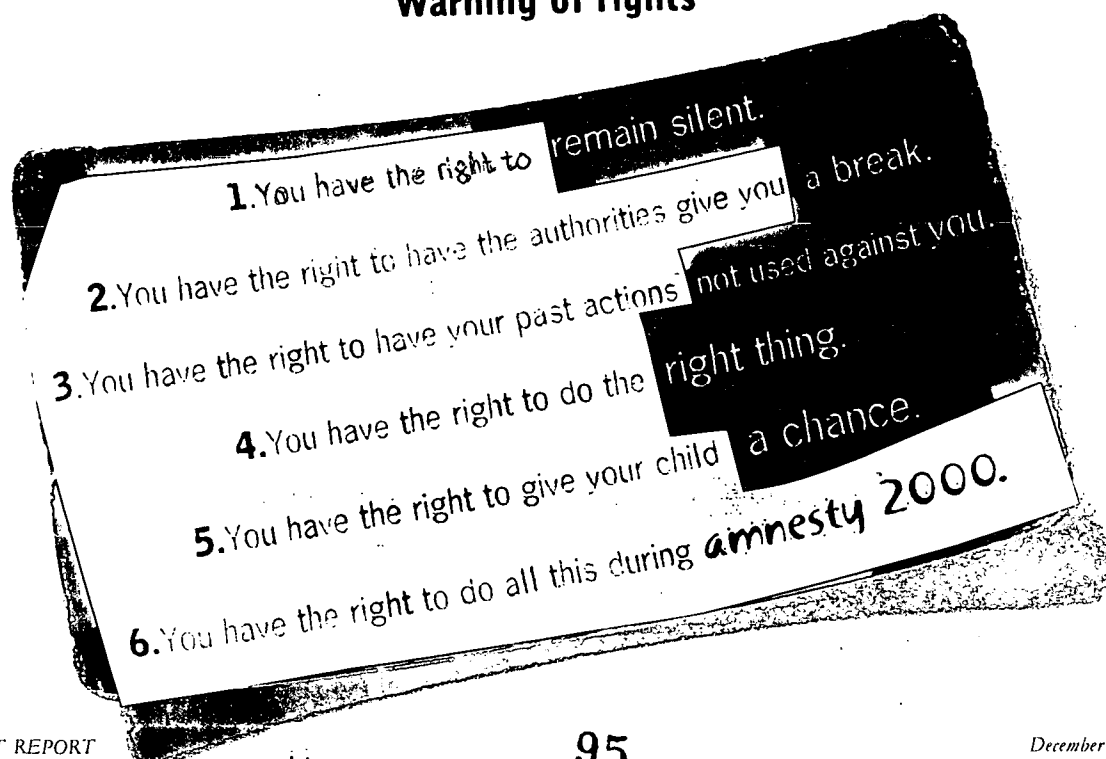 Warning of rights
1.You have the right to remain silent.
2.You have the right to have the authorities give you a break.
3.You have the right to have your past actions not used against you.
4.You have the right to do the right thing.
5.You have the right to give your child a chance.
6.You have the right to do all this during amnesty 2000.
REPORT
95
December